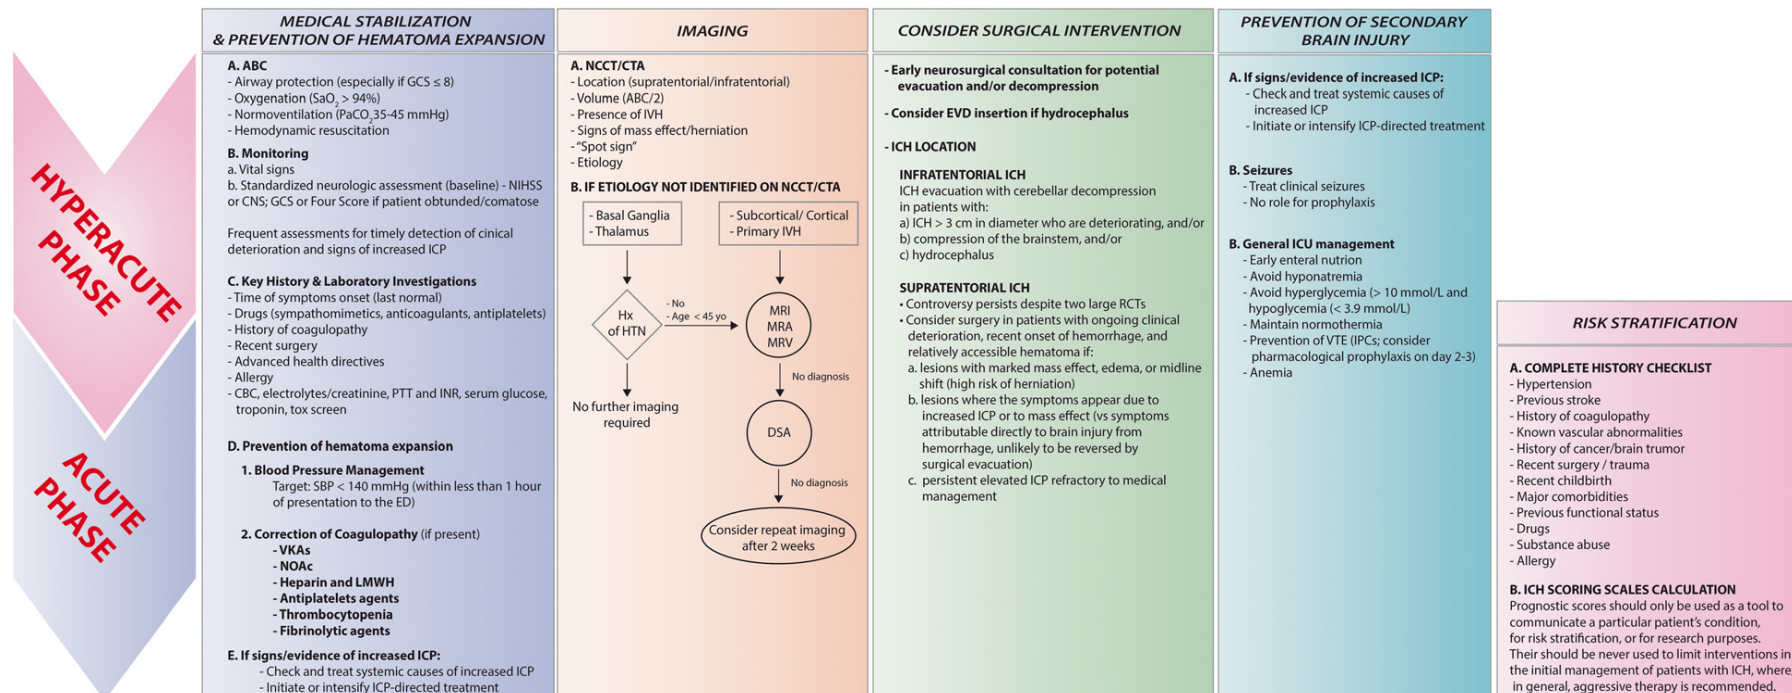 HYPERACUTE
PHASE
ACUTE
PHASE
MEDICAL STABILIZATION
& PREVENTION OF HEMATOMA EXPANSION
A. ABC
- Airway protection (especially if GCS ≤ 8)
- Oxygenation (SaO2 > 94%)
- Normoventilation (PaCO2 35-45 mmHg)
- Hemodynamic resuscitation
B. Monitoring
a. Vital signs
b. Standardized neurologic assessment (baseline) - NIHSS
or CNS; GCS or Four Score if patient obtunded/comatose
Frequent assessments for timely detection of cinical
deterioration and signs of increased ICP
C. Key History & Laboratory Investigations
- Time of symptoms onset (last normal)
- Drugs (sympathomimetics, anticoagulants, antiplatelets)
- History of coagulopathy
- Recent surgery
- Advanced health directives
- Allergy
- CBC, electrolytes/creatinine, PTT and INR, serum glucose,
troponin, tox screen
D. Prevention of hematoma expansion
1. Blood Pressure Management
Target: SBP < 140 mmHg (within less than 1 hour
of presentation to the ED)
2. Correction of Coagulopathy (if present)
- VKAs
- NOAc
- Heparin and LMWH
- Antiplatelets agents
- Thrombocytopenia
- Fibrinolytic agents
E. If signs/evidence of increased ICP:
- Check and treat systemic causes of increased ICP
- Initiate or intensify ICP-directed treatment
IMAGING
A. NCCT/CTA
- Location (supratentorial/infratentorial)
- Volume (ABC/2)
- Presence of IVH
- Signs of mass effect/herniation
- "Spot sign"
- Etiology
B. IF ETIOLOGY NOT IDENTIFIED ON NCCT/CTA
- Basal Ganglia
- Thalamus
- Subcortical/ Cortical
- Primary IVH
Hx
of HTN
- No
- Age < 45 yo
MRI
MRA
MRV
No diagnosis
No further imaging
required
DSA
No diagnosis
Consider repeat imaging
after 2 weeks
CONSIDER SURGICAL INTERVENTION
- Early neurosurgical consultation for potential
evacuation and/or decompression
- Consider EVD insertion if hydrocephalus
- ICH LOCATION
INFRATENTORIAL ICH
ICH evacuation with cerebellar decompression
in patients with:
a) ICH > 3 cm in diameter who are deteriorating, and/or
b) compression of the brainstem, and/or
c) hydrocephalus
SUPRATENTORIAL ICH
• Controversy persists despite two large RCTs
• Consider surgery in patients with ongoing clinical
deterioration, recent onset of hemorrhage, and
relatively accessible hematoma if:
a. lesions with marked mass effect, edema, or midline
shift (high risk of herniation)
b. lesions where the symptoms appear due to
increased ICP or to mass effect (vs symptoms
attributable directly to brain injury from
hemorrhage, unlikely to be reversed by
surgical evacuation)
c. persistent elevated ICP refractory to medical
management
PREVENTION OF SECONDARY
BRAIN INJURY
A. If signs/evidence of increased ICP:
- Check and treat systemic causes of
increased ICP
- Initiate or intensify ICP-directed treatment
B. Seizures
- Treat clinical seizures
- No role for prophylaxis
B. General ICU management
- Early enteral nutrion
- Avoid hyponatremia
- Avoid hyperglycemia (> 10 mmol/L and
hypoglycemia (< 3.9 mmol/L)
- Maintain normothermia
- Prevention of VTE (IPCs; consider
pharmacological prophylaxis on day 2-3)
- Anemia
RISK STRATIFICATION
A. COMPLETE HISTORY CHECKLIST
- Hypertension
- Previous stroke
- History of coagulopathy
- Known vascular abnormalities
- History of cancer/brain trumor
- Recent surgery / trauma
- Recent childbirth
- Major comorbidities
- Previous functional status
- Drugs
- Substance abuse
- Allergy
B. ICH SCORING SCALES CALCULATION
Prognostic scores should only be used as a tool to
communicate a particular patient's condition,
for risk stratification, or for research purposes.
Their should be never used to limit interventions in
the initial management of patients with ICH, where,
in general, aggressive therapy is recommended.